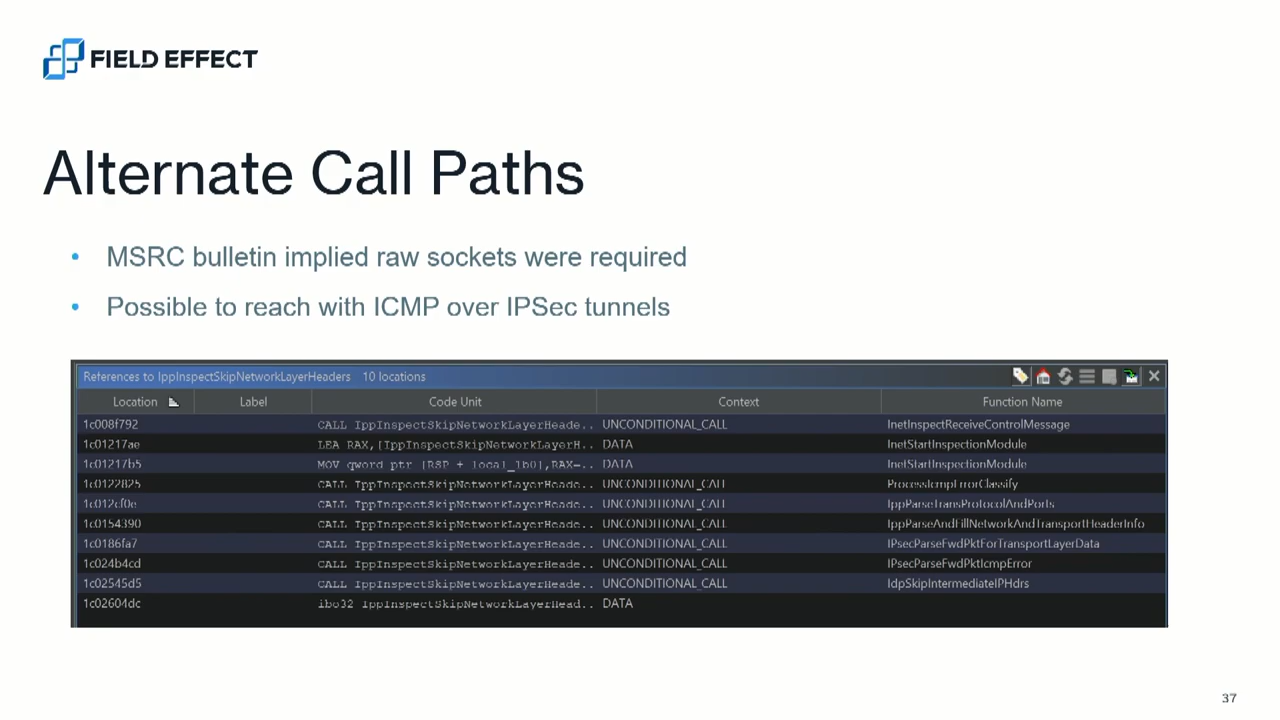 FIELD EFFECT
Alternate Call Paths
• MSRC bulletin implied raw sockets were required
• Possible to reach with ICMP over IPSec tunnels
References to IppInspectSkipNetworkLayerHeaders 10 locations
Location Label Code Unit Context Function Name
1c008f792 CALL IppInspectSkipNetworkLayerHeade.. UNCONDITIONAL_CALL InetInspectReceiveControlMessage
1c01217ae LEA RAX,[IppInspectSkipNetworkLayerH.. DATA InetStartInspectionModule
1c01217b5 MOV qword ptr [RSP + local_1b0],RAX=.. DATA InetStartInspectionModule
1c0122825 CALL IppInspectSkipNetworkLayerHeade.. UNCONDITIONAL_CALL ProcessIcmpErrorClassify
1c012cf0e CALL IppInspectSkipNetworkLayerHeade.. UNCONDITIONAL_CALL IppParseTransProtocolAndPorts
1c0154390 CALL IppInspectSkipNetworkLayerHeade.. UNCONDITIONAL_CALL IppParseAndFillNetworkAndTransportHeaderInfo
1c0186fa7 CALL IppInspectSkipNetworkLayerHeade.. UNCONDITIONAL_CALL IPsecParseFwdPktForTransportLayerData
1c024b4cd CALL IppInspectSkipNetworkLayerHeade.. UNCONDITIONAL_CALL IPsecParseFwdPktIcmpError
1c02545d5 CALL IppInspectSkipNetworkLayerHeade.. UNCONDITIONAL_CALL IdpSkipIntermediateIPHdrs
1c02604dc ibo32 IppInspectSkipNetworkLayerHead.. DATA
37